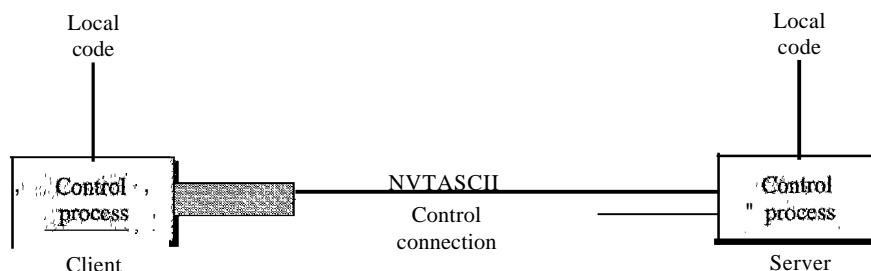 Local
code
Local
code
Control
process
NVTASCII
Control
connection
Control
process
Client
Server